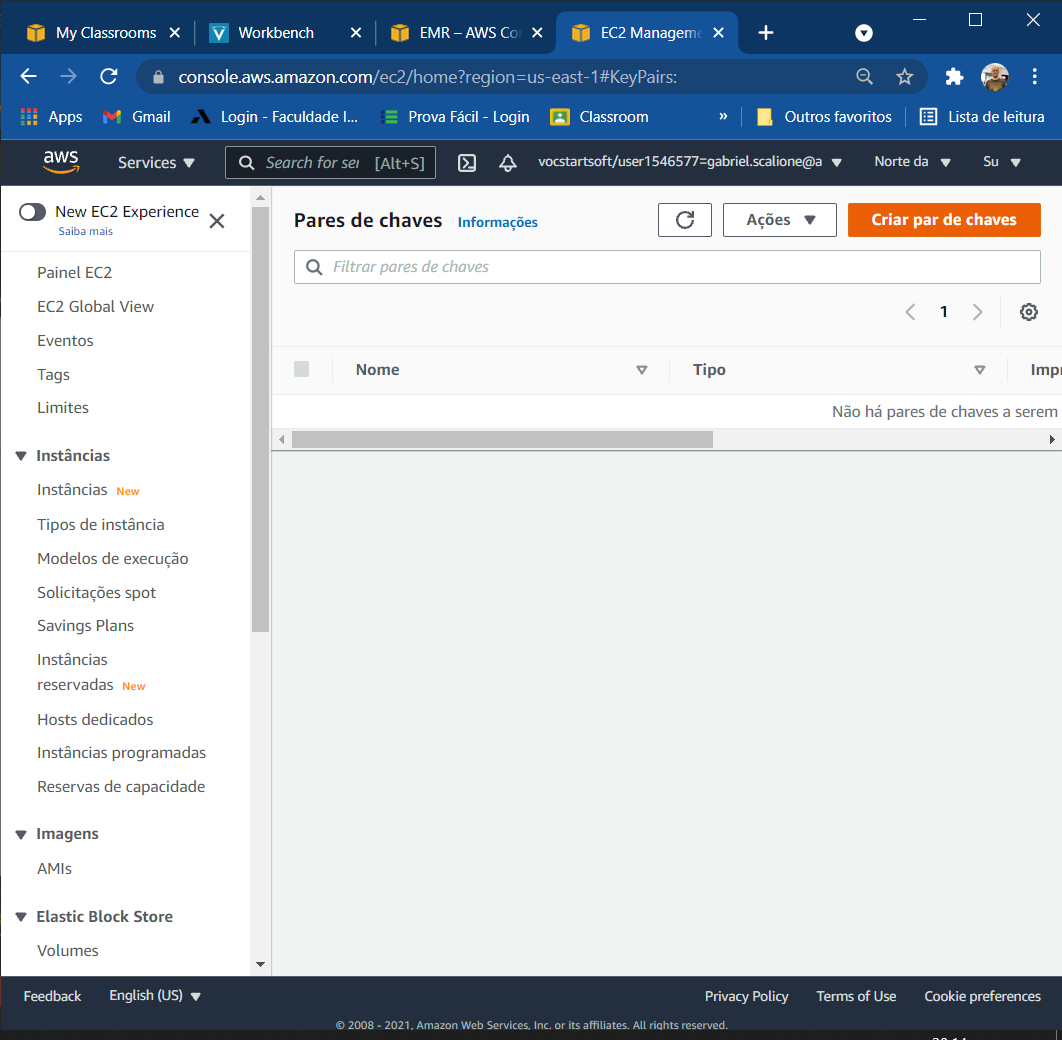 My Classrooms
Workbench
EMR – AWS Co
EC2 Manageme
console.aws.amazon.com/ec2/home?region=us-east-1#KeyPairs:
Apps
Gmail
Login - Faculdade I...
Prova Fácil - Login
Classroom
»
Outros favoritos
Lista de leitura
aws
Services
Search for ser
[Alt+S]
vocstartsoft/user1546577=gabriel.scalione@a
Norte da
Su
New EC2 Experience
Saiba mais
Painel EC2
EC2 Global View
Eventos
Tags
Limites
Instâncias
Instâncias New
Tipos de instância
Modelos de execução
Solicitações spot
Savings Plans
Instâncias
reservadas New
Hosts dedicados
Instâncias programadas
Reservas de capacidade
Imagens
AMIs
Elastic Block Store
Volumes
Pares de chaves Informações
Ações
Criar par de chaves
Filtrar pares de chaves
1
Nome
Tipo
Impr
Não há pares de chaves a serem
Feedback
English (US)
Privacy Policy
Terms of Use
Cookie preferences
© 2008 - 2021, Amazon Web Services, Inc. or its affiliates. All rights reserved.